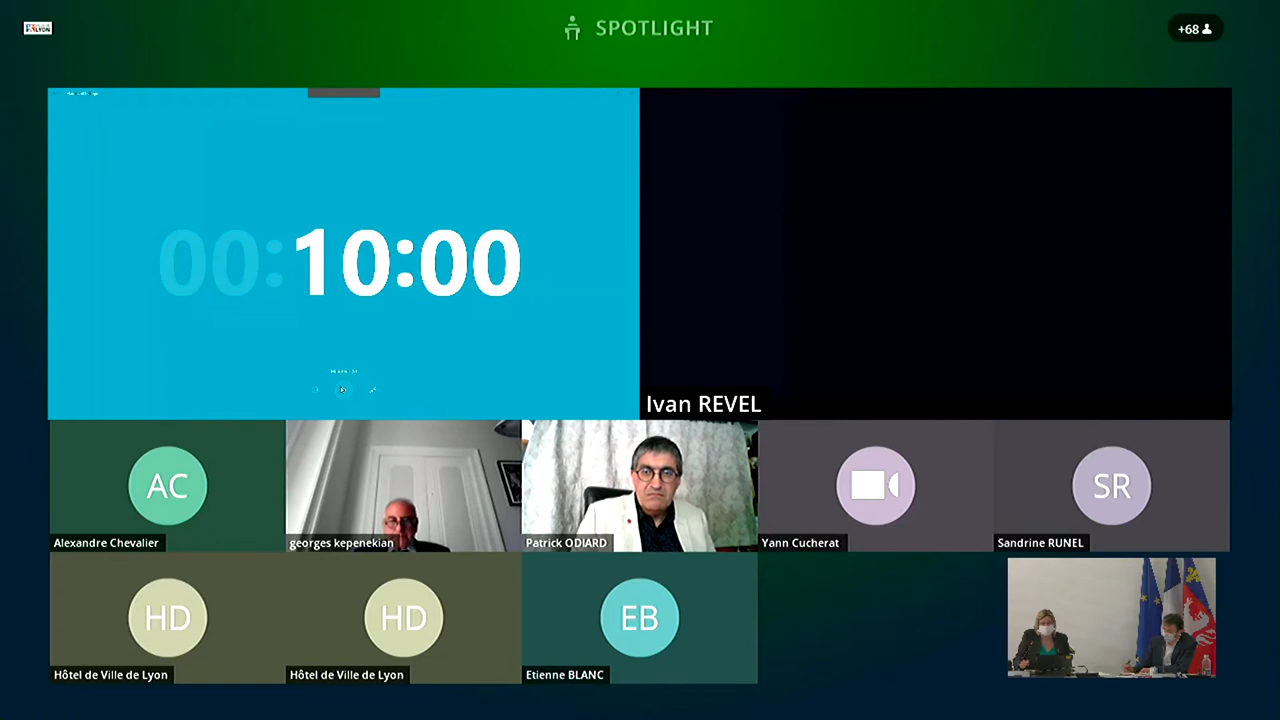 LYON
SPOTLIGHT
+68
00:10:00
Ivan REVEL
AC
Alexandre Chevalier
georges kepenekian
Patrick ODIARD
Yann Cucherat
SR
Sandrine RUNEL
HD
Hôtel de Ville de Lyon
HD
Hôtel de Ville de Lyon
EB
Etienne BLANC